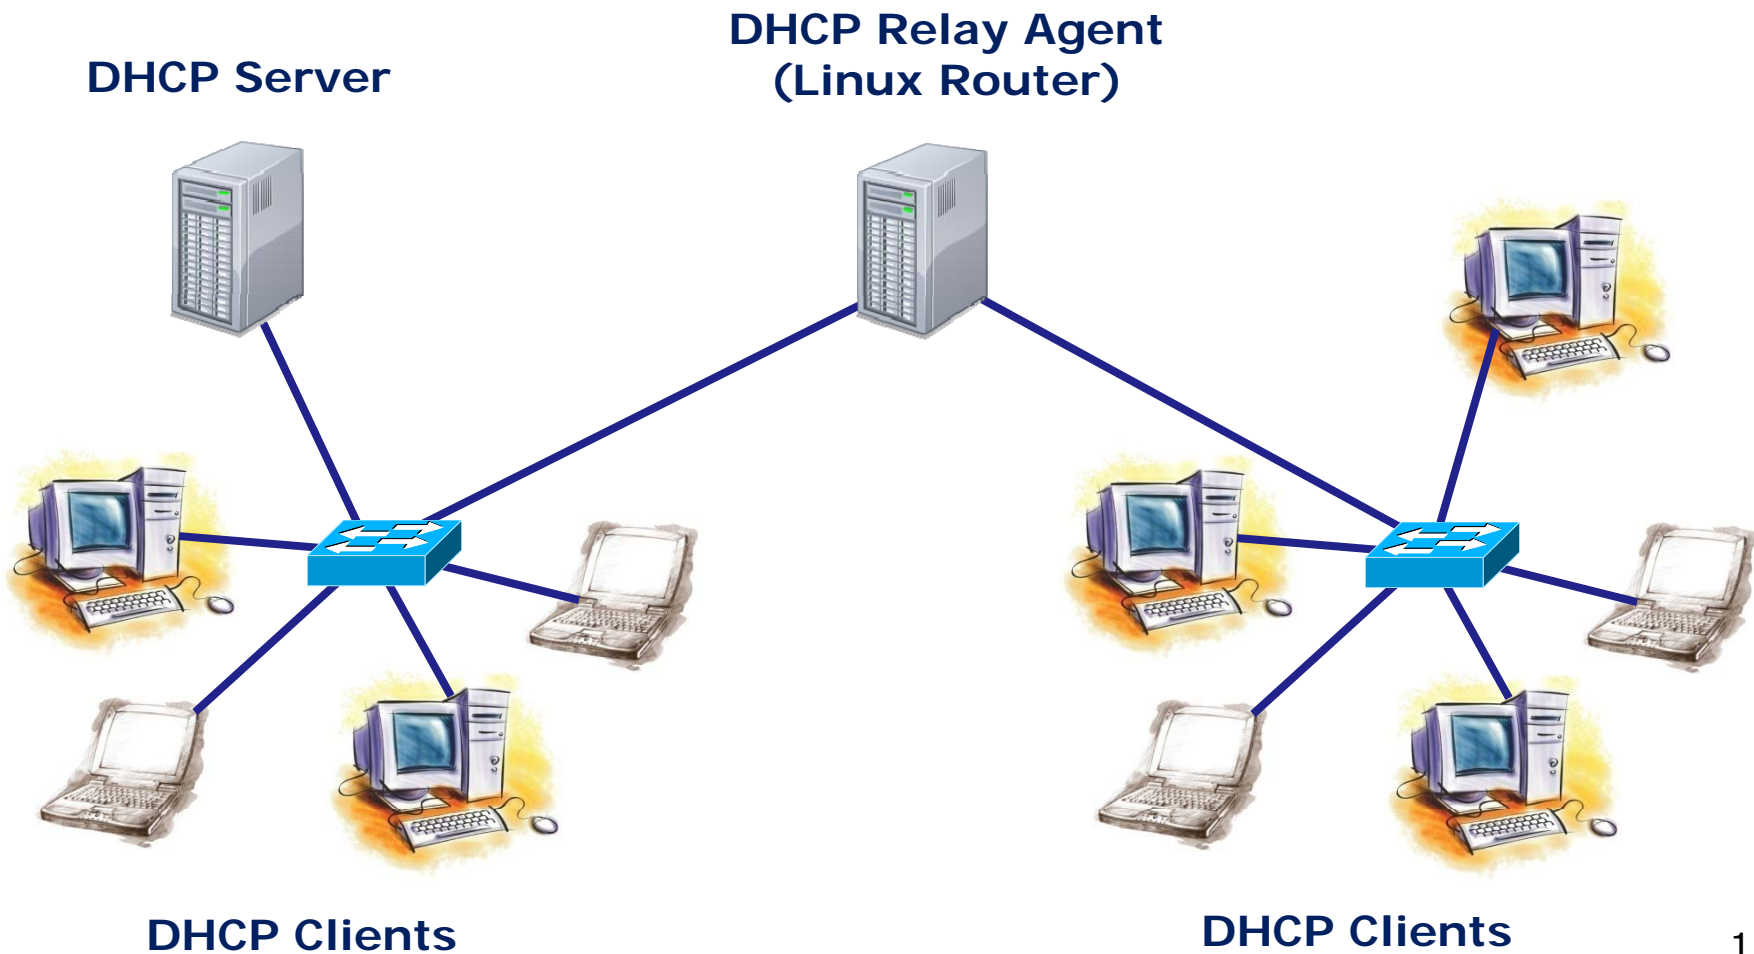 DHCP Server
DHCP Relay Agent
(Linux Router)
DHCP Clients
DHCP Clients
1